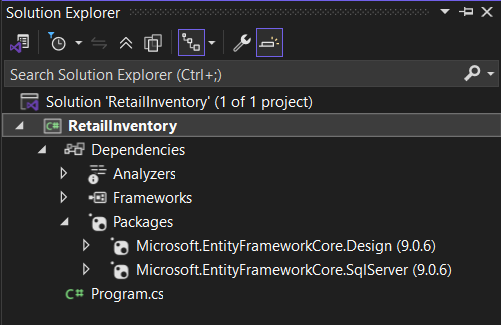 Solution Explorer
Search Solution Explorer (Ctrl+;)
Solution 'RetailInventory' (1 of 1 project)
C# RetailInventory
Dependencies
Analyzers
Frameworks
Packages
Microsoft.EntityFrameworkCore.Design (9.0.6)
Microsoft.EntityFrameworkCore.SqlServer (9.0.6)
C# Program.cs